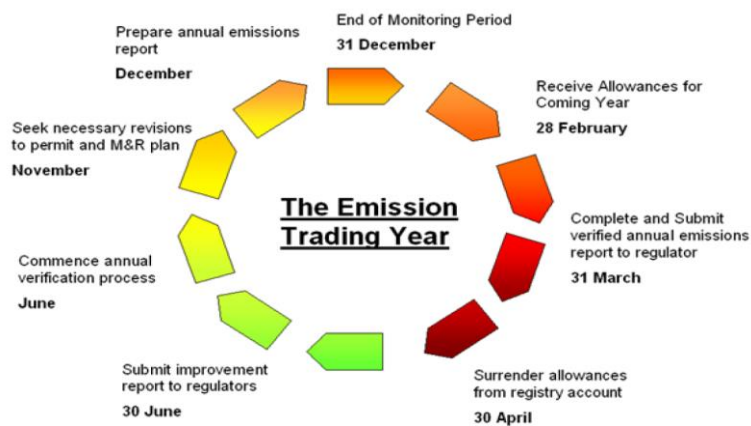 End of Monitoring Period
31 December
Receive Allowances for
Coming Year
28 February
Complete and Submit
verified annual emissions
report to regulator
31 March
Surrender allowances
from registry account
30 April
Submit improvement
report to regulators
30 June
Commence annual
verification process
June
Seek necessary revisions
to permit and M&R plan
November
Prepare annual emissions
report
December
The Emission
Trading Year